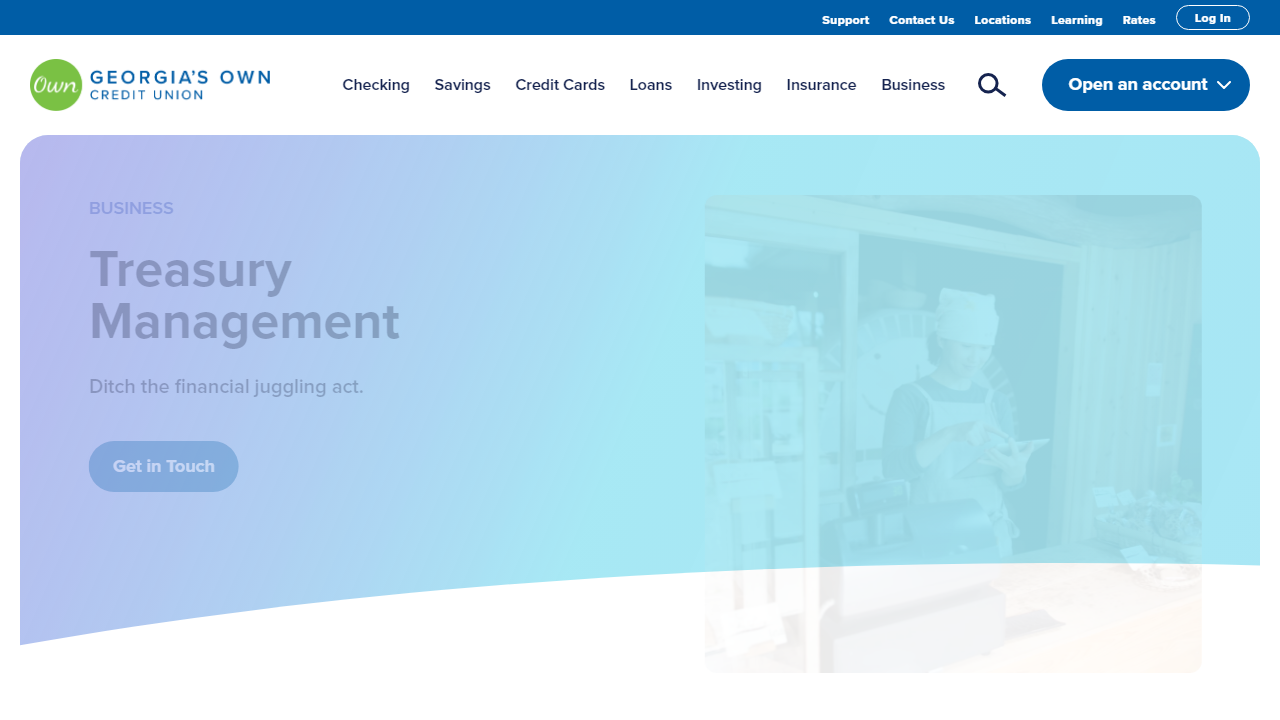 Support Contact Us Locations Learning Rates Log In
Own GEORGIA'S OWN
CREDIT UNION
Checking Savings Credit Cards Loans Investing Insurance Business Open an account
BUSINESS
Treasury
Management
Ditch the financial juggling act.
Get in Touch